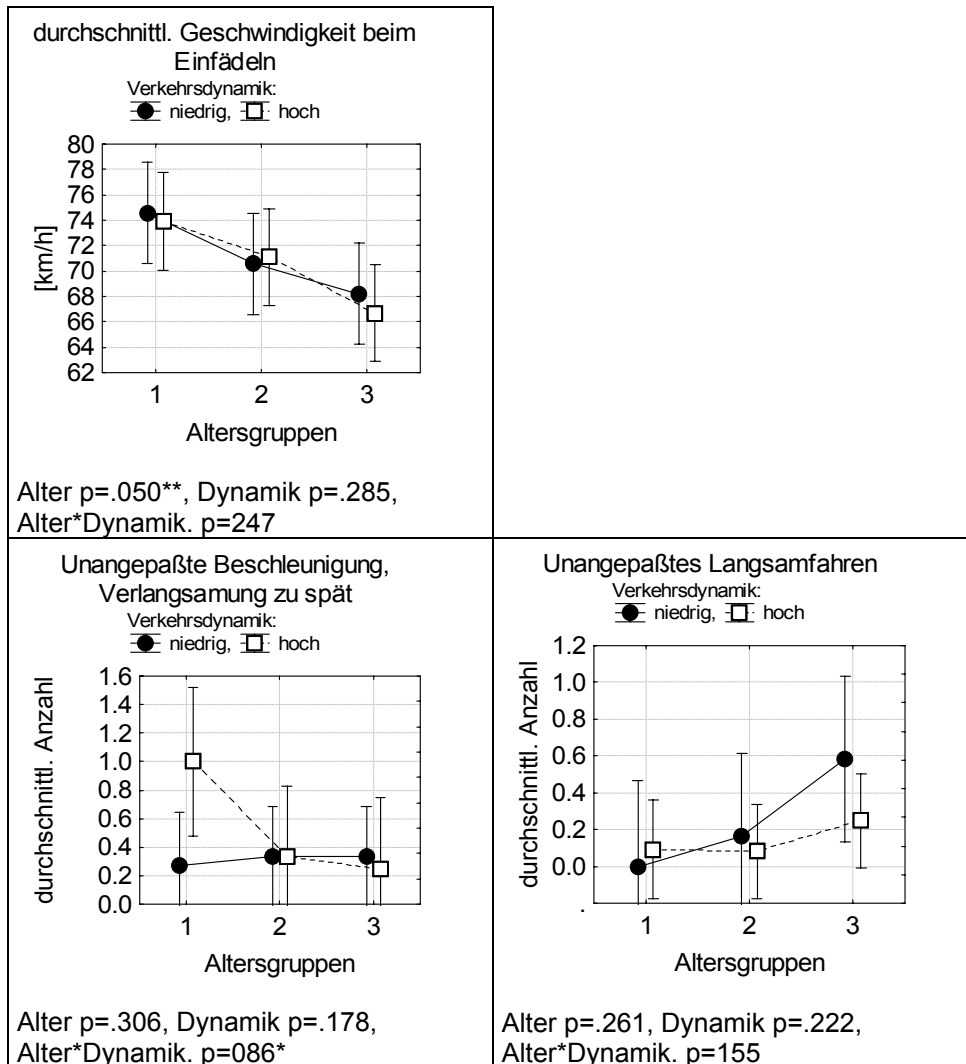 durchschnittl. Geschwindigkeit beim
Einfädeln
Verkehrsdynamik:
niedrig, hoch
80
78
76
74
72
70
68
66
64
62
[km/h]
1 2 3
Altersgruppen
Alter p=.050**, Dynamik p=.285,
Alter*Dynamik. p=247
Unangepaßte Beschleunigung,
Verlangsamung zu spät
Verkehrsdynamik:
niedrig, hoch
1.6
1.4
1.2
1.0
0.8
0.6
0.4
0.2
0.0
durchschnittl. Anzahl
1 2 3
Altersgruppen
Alter p=.306, Dynamik p=.178,
Alter*Dynamik. p=086*
Unangepaßtes Langsamfahren
Verkehrsdynamik:
niedrig, hoch
1.2
1.0
0.8
0.6
0.4
0.2
0.0
.
durchschnittl. Anzahl
1 2 3
Altersgruppen
Alter p=.261, Dynamik p=.222,
Alter*Dynamik. p=155